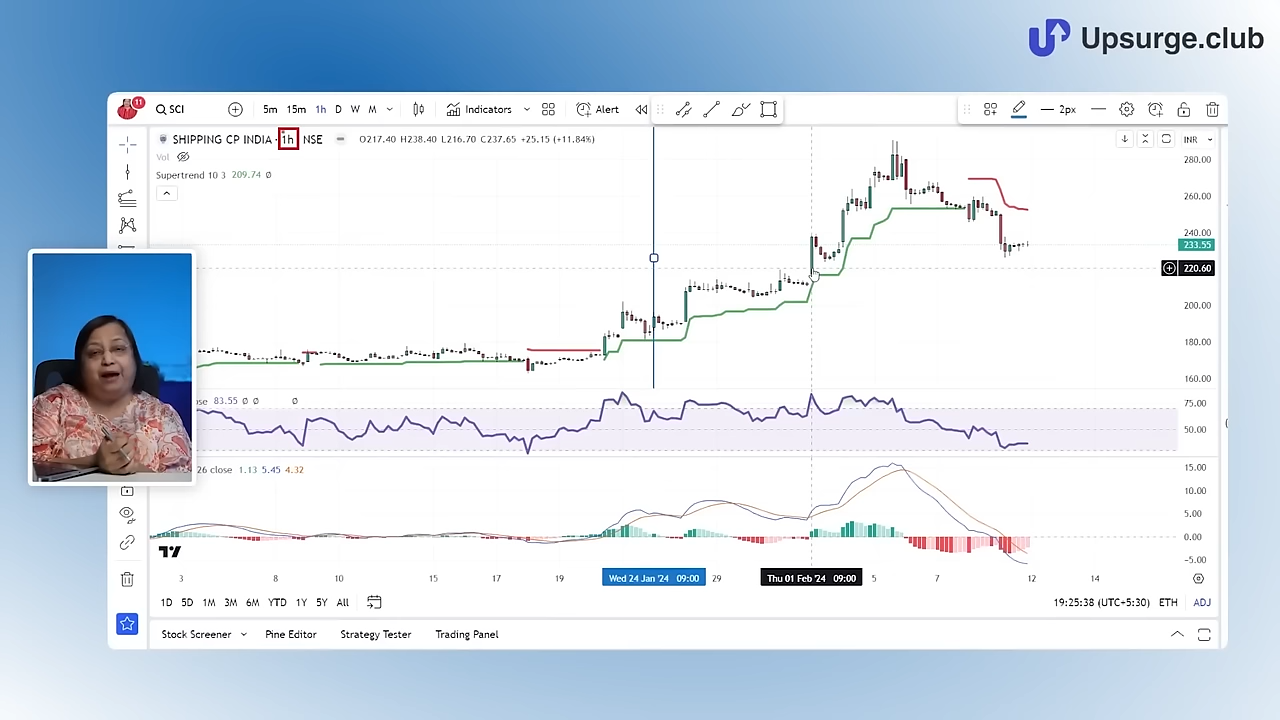 Upsurge.club
11 SCI 5m 15m 1h D W M Indicators Alert 2px
SHIPPING CP INDIA · 1h NSE O217.40 H238.40 L216.70 C237.65 +25.15 (+11.84%) INR
Vol
Supertrend 10 3 209.74 Ø
280.00
260.00
240.00
233.55
220.60
200.00
180.00
160.00
83.55 Ø Ø Ø
75.00
50.00
26 close 1.13 5.45 4.32
15.00
10.00
5.00
0.00
−5.00
3 8 10 15 17 19 Wed 24 Jan '24 09:00 29 Thu 01 Feb '24 09:00 5 7 12 14
1D 5D 1M 3M 6M YTD 1Y 5Y All 19:25:38 (UTC+5:30) ETH ADJ
Stock Screener Pine Editor Strategy Tester Trading Panel